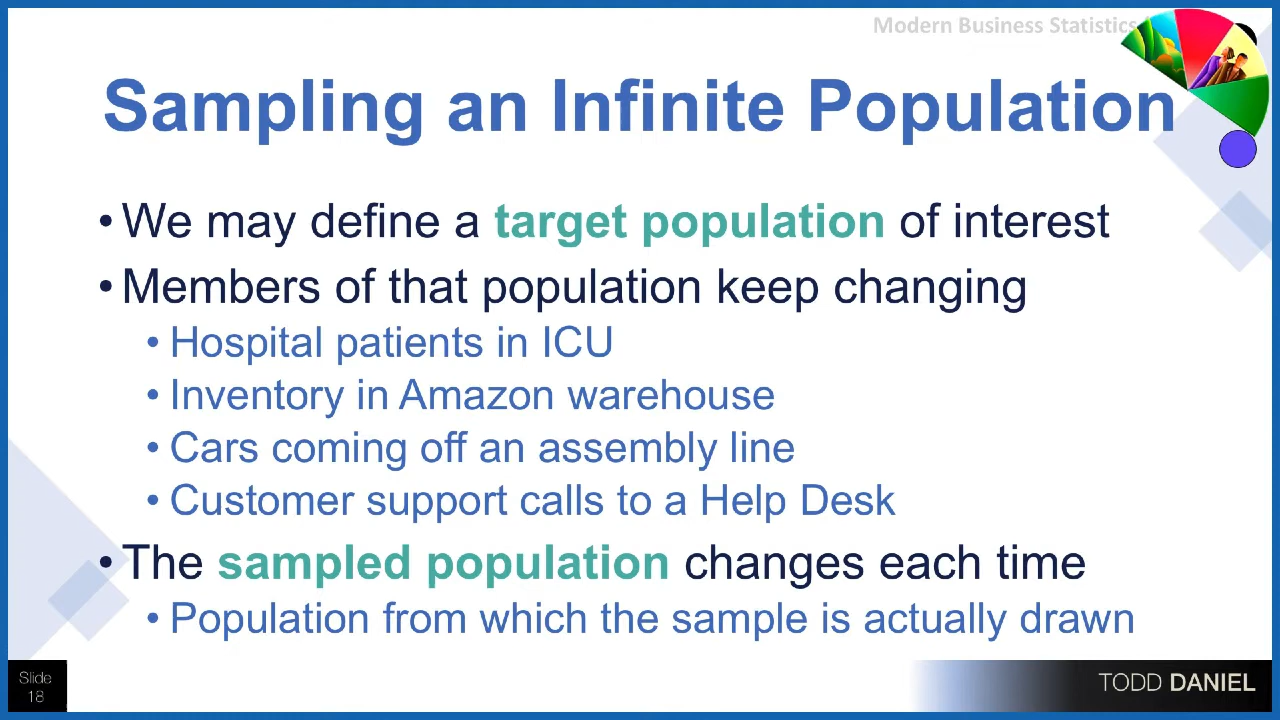 Modern Business Statistics
Sampling an Infinite Population
• We may define a target population of interest
• Members of that population keep changing
• Hospital patients in ICU
• Inventory in Amazon warehouse
• Cars coming off an assembly line
• Customer support calls to a Help Desk
• The sampled population changes each time
• Population from which the sample is actually drawn
Slide
18
TODD DANIEL